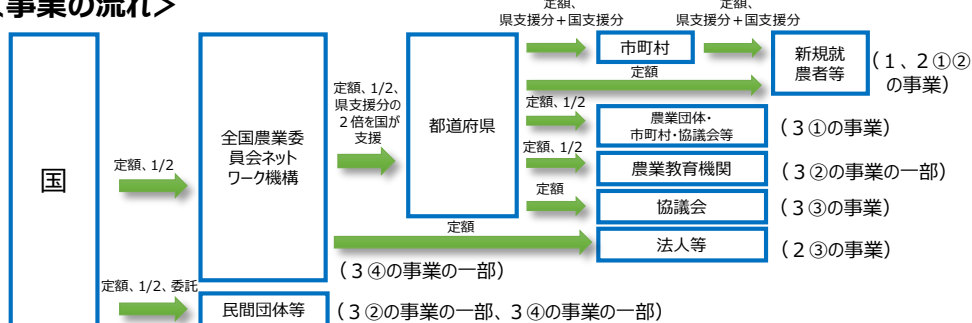 事業の流れ＞
定額、
県支援分＋国支援分
定額、
県支援分＋国支援分
市町村
新規就
農者等
（１、２①②
の事業）
定額
国
定額、1/2
全国農業委
員会ネット
ワーク機構
定額、1/2、
県支援分の
２倍を国が
支援
都道府県
定額、1/2
農業団体・
市町村・協議会等
（３①の事業）
定額、1/2
農業教育機関
（３②の事業の一部）
定額
協議会
（３③の事業）
定額
法人等
（２③の事業）
（３④の事業の一部）
定額、1/2、委託
民間団体等
（３②の事業の一部、３④の事業の一部）